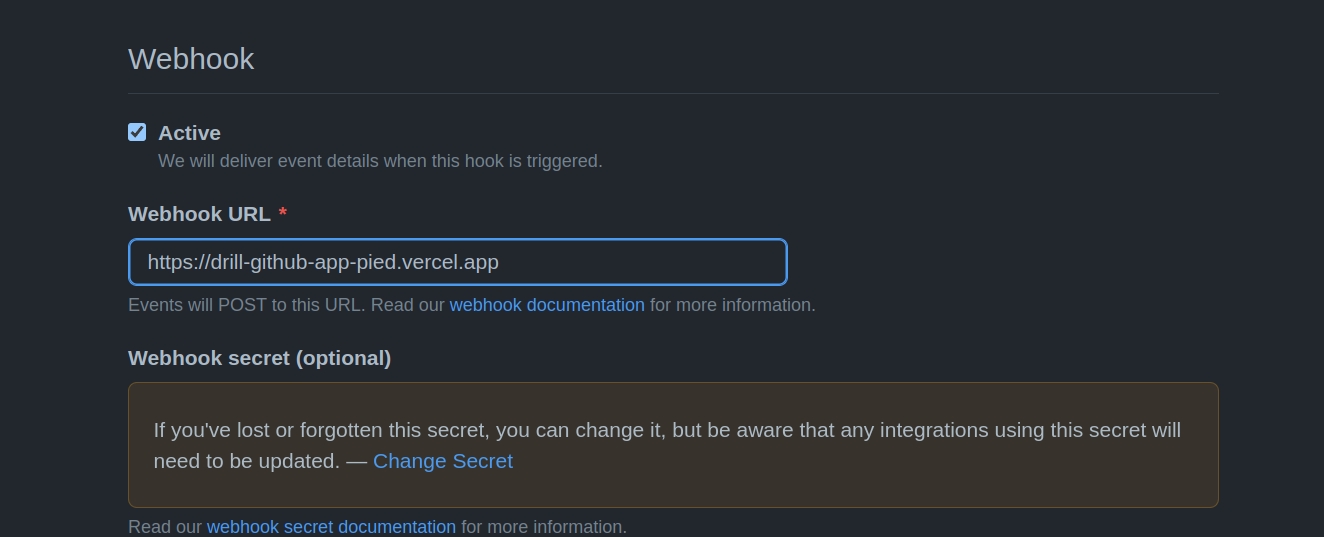 Webhook
Active
We will deliver event details when this hook is triggered.
Webhook URL *
https://drill-github-app-pied.vercel.app
Events will POST to this URL. Read our webhook documentation for more information.
Webhook secret (optional)
If you've lost or forgotten this secret, you can change it, but be aware that any integrations using this secret will
need to be updated. — Change Secret
Read our webhook secret documentation for more information.